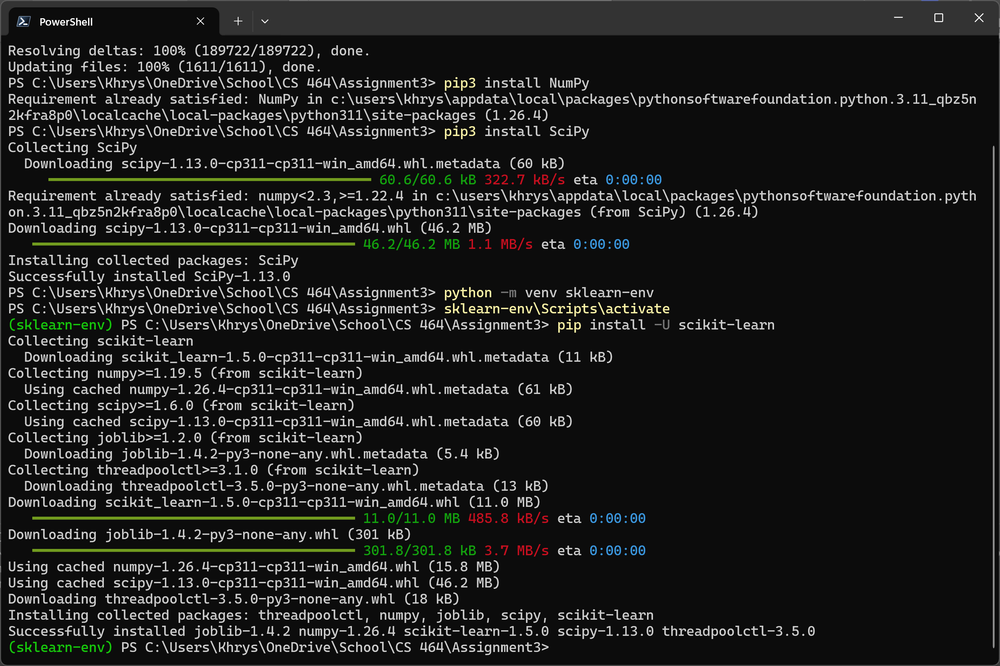 PowerShell
Resolving deltas: 100% (189722/189722), done.
Updating files: 100% (1611/1611), done.
PS C:\Users\Khrys\OneDrive\School\CS 464\Assignment3> pip3 install NumPy
Requirement already satisfied: NumPy in c:\users\khrys\appdata\local\packages\pythonsoftwarefoundation.python.3.11_qbz5n
2kfra8p0\localcache\local-packages\python311\site-packages (1.26.4)
PS C:\Users\Khrys\OneDrive\School\CS 464\Assignment3> pip3 install SciPy
Collecting SciPy
  Downloading scipy-1.13.0-cp311-cp311-win_amd64.whl.metadata (60 kB)
60.6/60.6 kB 322.7 kB/s eta 0:00:00
Requirement already satisfied: numpy<2.3,>=1.22.4 in c:\users\khrys\appdata\local\packages\pythonsoftwarefoundation.pyth
on.3.11_qbz5n2kfra8p0\localcache\local-packages\python311\site-packages (from SciPy) (1.26.4)
Downloading scipy-1.13.0-cp311-cp311-win_amd64.whl (46.2 MB)
46.2/46.2 MB 1.1 MB/s eta 0:00:00
Installing collected packages: SciPy
Successfully installed SciPy-1.13.0
PS C:\Users\Khrys\OneDrive\School\CS 464\Assignment3> python -m venv sklearn-env
PS C:\Users\Khrys\OneDrive\School\CS 464\Assignment3> sklearn-env\Scripts\activate
(sklearn-env) PS C:\Users\Khrys\OneDrive\School\CS 464\Assignment3> pip install -U scikit-learn
Collecting scikit-learn
  Downloading scikit_learn-1.5.0-cp311-cp311-win_amd64.whl.metadata (11 kB)
Collecting numpy>=1.19.5 (from scikit-learn)
  Using cached numpy-1.26.4-cp311-cp311-win_amd64.whl.metadata (61 kB)
Collecting scipy>=1.6.0 (from scikit-learn)
  Using cached scipy-1.13.0-cp311-cp311-win_amd64.whl.metadata (60 kB)
Collecting joblib>=1.2.0 (from scikit-learn)
  Downloading joblib-1.4.2-py3-none-any.whl.metadata (5.4 kB)
Collecting threadpoolctl>=3.1.0 (from scikit-learn)
  Downloading threadpoolctl-3.5.0-py3-none-any.whl.metadata (13 kB)
Downloading scikit_learn-1.5.0-cp311-cp311-win_amd64.whl (11.0 MB)
11.0/11.0 MB 485.8 kB/s eta 0:00:00
Downloading joblib-1.4.2-py3-none-any.whl (301 kB)
301.8/301.8 kB 3.7 MB/s eta 0:00:00
Using cached numpy-1.26.4-cp311-cp311-win_amd64.whl (15.8 MB)
Using cached scipy-1.13.0-cp311-cp311-win_amd64.whl (46.2 MB)
Downloading threadpoolctl-3.5.0-py3-none-any.whl (18 kB)
Installing collected packages: threadpoolctl, numpy, joblib, scipy, scikit-learn
Successfully installed joblib-1.4.2 numpy-1.26.4 scikit-learn-1.5.0 scipy-1.13.0 threadpoolctl-3.5.0
(sklearn-env) PS C:\Users\Khrys\OneDrive\School\CS 464\Assignment3>